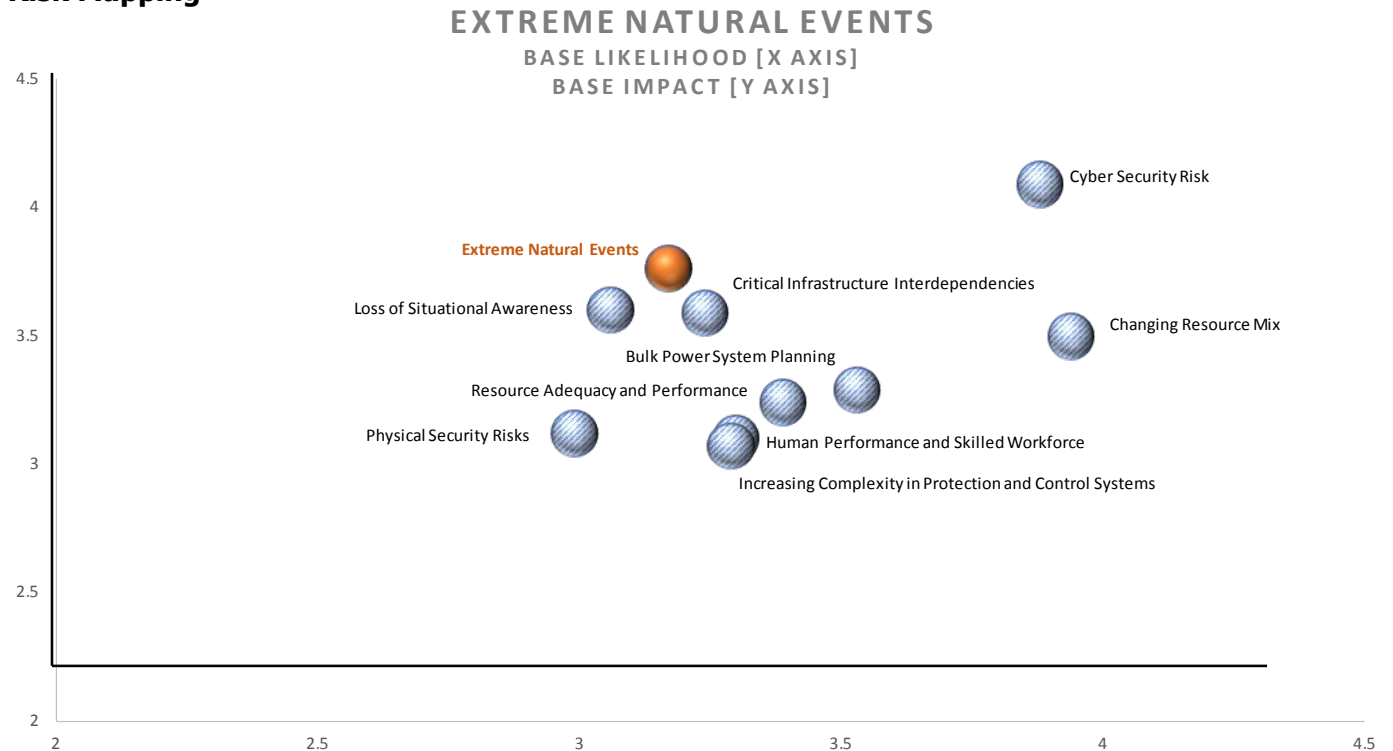 Risk Mapping
EXTREME NATURAL EVENTS
BASE LIKELIHOOD [X AXIS]
BASE IMPACT [Y AXIS]
4.5
Cyber Security Risk
4
Extreme Natural Events
Critical Infrastructure Interdependencies
Loss of Situational Awareness
Changing Resource Mix
3.5
Bulk Power System Planning
Resource Adequacy and Performance
Physical Security Risks
Human Performance and Skilled Workforce
3
Increasing Complexity in Protection and Control Systems
2.5
2
2 2.5 3 3.5 4 4.5